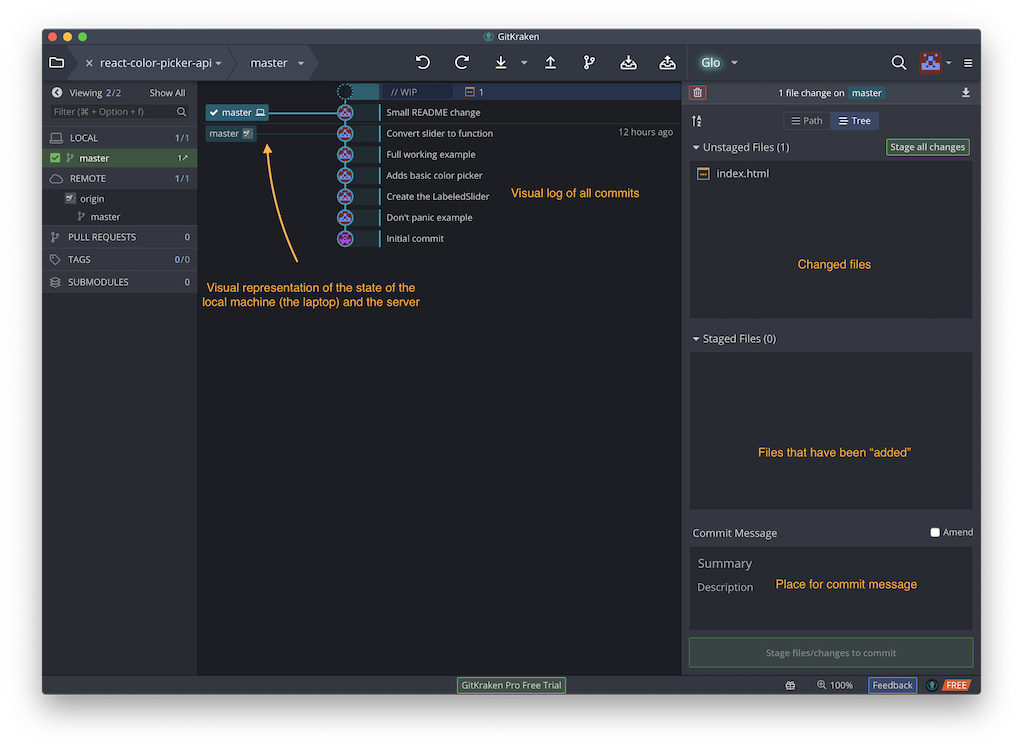 GitKraken
react-color-picker-api
master
Glo
Viewing 2/2 Show All
Filter (⌘ + Option + f)
LOCAL 1/1
master 1
REMOTE 1/1
origin
master
PULL REQUESTS 0
TAGS 0/0
SUBMODULES 0
// WIP 1
master Small README change
master Convert slider to function 12 hours ago
Full working example
Adds basic color picker
Create the LabeledSlider
Don't panic example
Initial commit
Visual log of all commits
Visual representation of the state of the
local machine (the laptop) and the server
1 file change on master
Path Tree
Unstaged Files (1) Stage all changes
index.html
Changed files
Staged Files (0)
Files that have been “added”
Commit Message Amend
Summary
Description
Place for commit message
Stage files/changes to commit
GitKraken Pro Free Trial
100% Feedback FREE